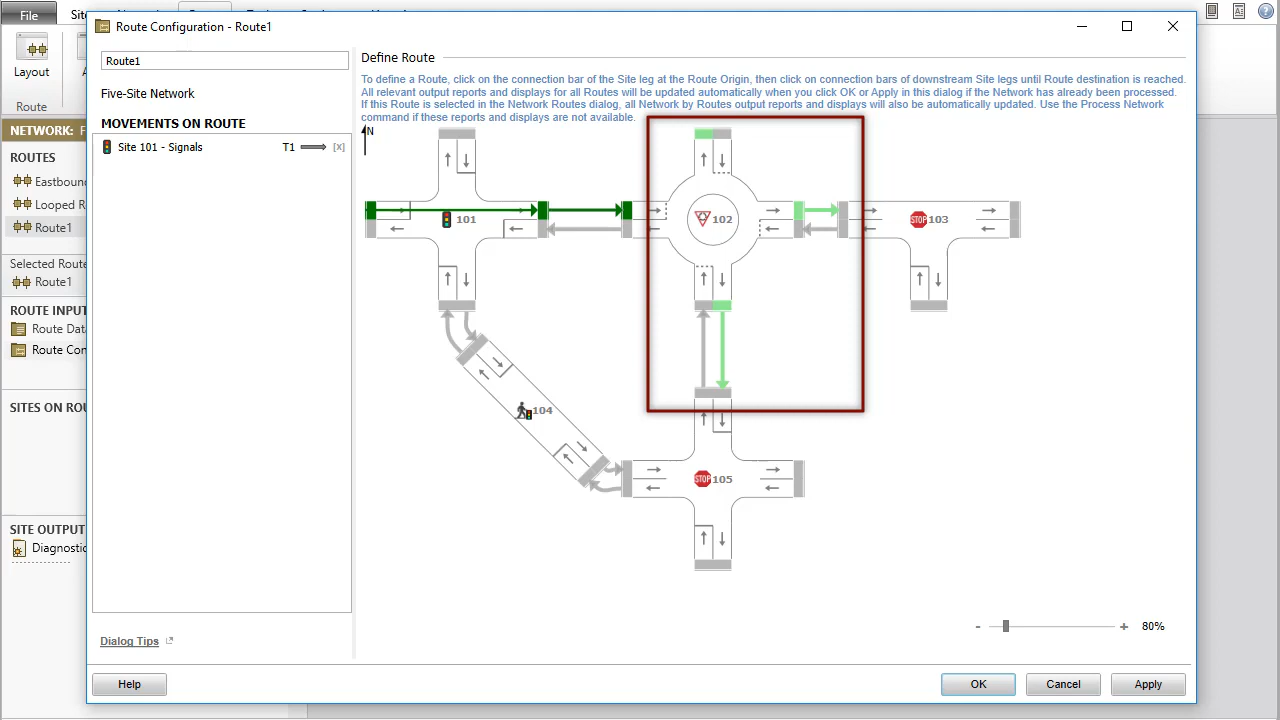 File
Site
Layout
Route
NETWORK: F
ROUTES
Eastboun
Looped R
Route1
Selected Route
Route1
ROUTE INPUT
Route Data
Route Con
SITES ON ROU
SITE OUTPUT
Diagnostic
Route Configuration - Route1
Route1
Five-Site Network
MOVEMENTS ON ROUTE
Site 101 - Signals T1 [X]
Dialog Tips
Define Route
To define a Route, click on the connection bar of the Site leg at the Route Origin, then click on connection bars of downstream Site legs until Route destination is reached.
All relevant output reports and displays for all Routes will be updated automatically when you click OK or Apply in this dialog if the Network has already been processed.
If this Route is selected in the Network Routes dialog, all Network by Routes output reports and displays will also be automatically updated. Use the Process Network
command if these reports and displays are not available.
N
101
102
STOP 103
104
STOP 105
- + 80%
Help OK Cancel Apply